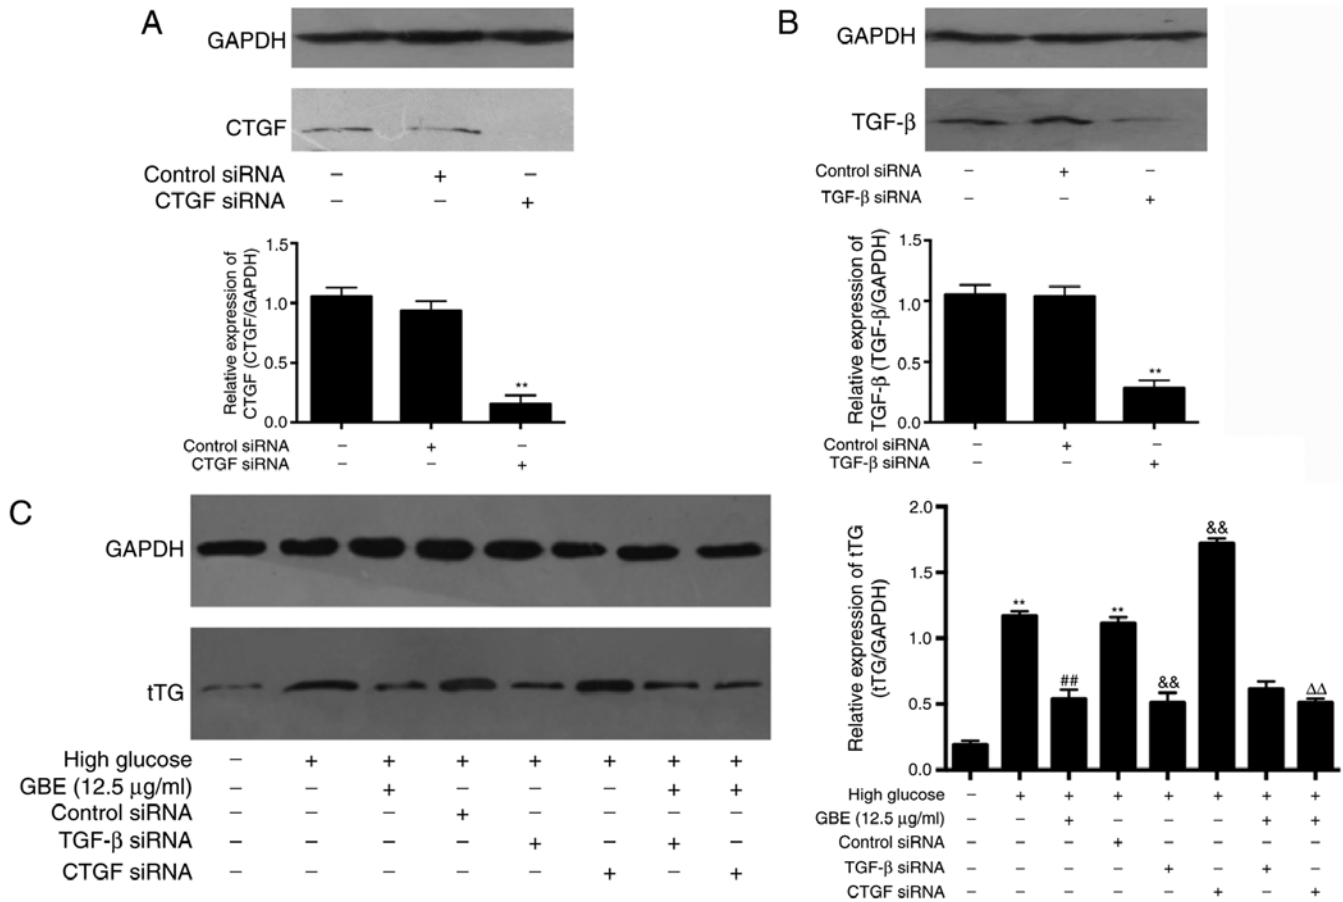 A
GAPDH
CTGF
Control siRNA – + –
CTGF siRNA – – +
Relative expression of
CTGF (CTGF/GAPDH)
1.5
1.0
0.5
0.0
**
Control siRNA – + –
CTGF siRNA – – +
B
GAPDH
TGF-β
Control siRNA – + –
TGF-β siRNA – – +
Relative expression of
TGF-β (TGF-β/GAPDH)
1.5
1.0
0.5
0.0
**
Control siRNA – + –
TGF-β siRNA – – +
C
GAPDH
tTG
High glucose – + + + + + + +
GBE (12.5 μg/ml) – – + – – – + +
Control siRNA – – – + – – – –
TGF-β siRNA – – – – + – + –
CTGF siRNA – – – – – + – +
Relative expression of tTG
(tTG/GAPDH)
2.0
1.5
1.0
0.5
0.0
** ## ** && && ΔΔ
High glucose – + + + + + + +
GBE (12.5 μg/ml) – – + – – – + +
Control siRNA – – – + – – – –
TGF-β siRNA – – – – + – + –
CTGF siRNA – – – – – + – +